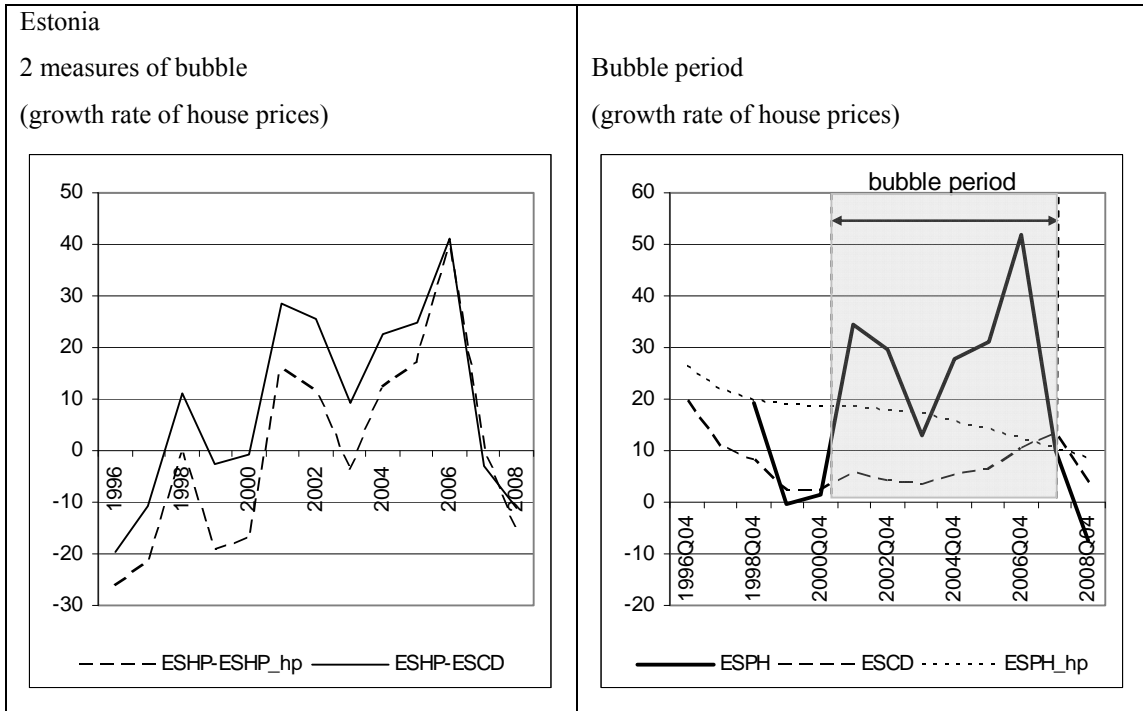 Estonia
2 measures of bubble
(growth rate of house prices)
50
40
30
20
10
0
-10
-20
-30
1996
1998
2000
2002
2004
2006
2008
ESHP-ESHP_hp
ESHP-ESCD
Bubble period
(growth rate of house prices)
bubble period
60
50
40
30
20
10
0
-10
-20
1996Q04
1998Q04
2000Q04
2002Q04
2004Q04
2006Q04
2008Q04
ESPH
ESCD
ESPH_hp